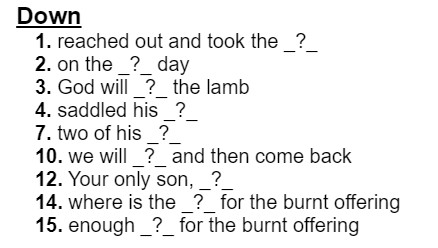 Down
1. reached out and took the _?_
2. on the _?_ day
3. God will _?_ the lamb
4. saddled his _?_
7. two of his _?_
10. we will _?_ and then come back
12. Your only son, _?_
14. where is the _?_ for the burnt offering
15. enough _?_ for the burnt offering